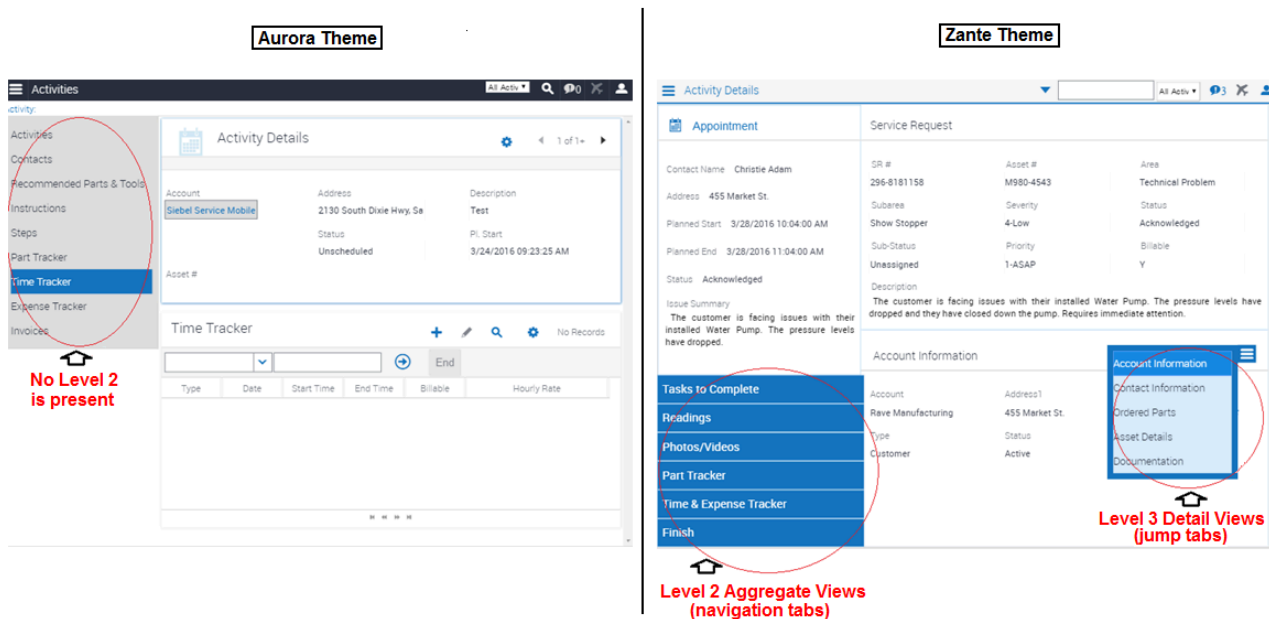 Aurora Theme
Activities
All Activ
0
Activity:
Activities
Contacts
Recommended Parts & Tools
Instructions
Steps
Part Tracker
Time Tracker
Expense Tracker
Invoices
No Level 2
is present
Activity Details
1 of 1+
Account
Address
Description
Siebel Service Mobile
2130 South Dixie Hwy, Sa
Test
Status
Pl. Start
Unscheduled
3/24/2016 09:23:25 AM
Asset #
Time Tracker
No Records
End
Type
Date
Start Time
End Time
Billable
Hourly Rate
Zante Theme
Activity Details
All Activ
3
Appointment
Contact Name Christie Adam
Address 455 Market St.
Planned Start 3/28/2016 10:04:00 AM
Planned End 3/28/2016 11:04:00 AM
Status Acknowledged
Issue Summary
The customer is facing issues with their
installed Water Pump. The pressure levels
have dropped.
Tasks to Complete
Readings
Photos/Videos
Part Tracker
Time & Expense Tracker
Finish
Level 2 Aggregate Views
(navigation tabs)
Service Request
SR #
Asset #
Area
296-8181158
M980-4543
Technical Problem
Subarea
Severity
Status
Show Stopper
4-Low
Acknowledged
Sub-Status
Priority
Billable
Unassigned
1-ASAP
Y
Description
The customer is facing issues with their installed Water Pump. The pressure levels have
dropped and they have closed down the pump. Requires immediate attention.
Account Information
Account
Address1
Rave Manufacturing
455 Market St.
Type
Status
Customer
Active
Account Information
Contact Information
Ordered Parts
Asset Details
Documentation
Level 3 Detail Views
(jump tabs)